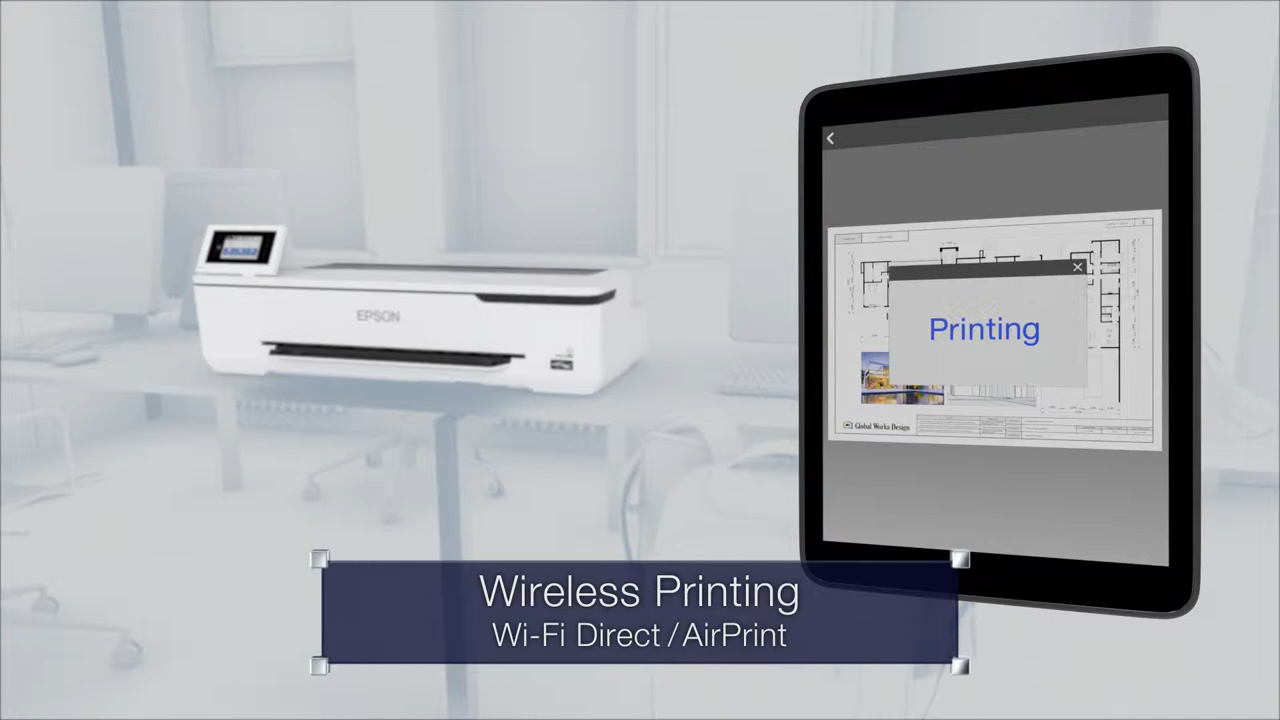 EPSON
Printing
Global Works Design
Wireless Printing
Wi-Fi Direct / AirPrint